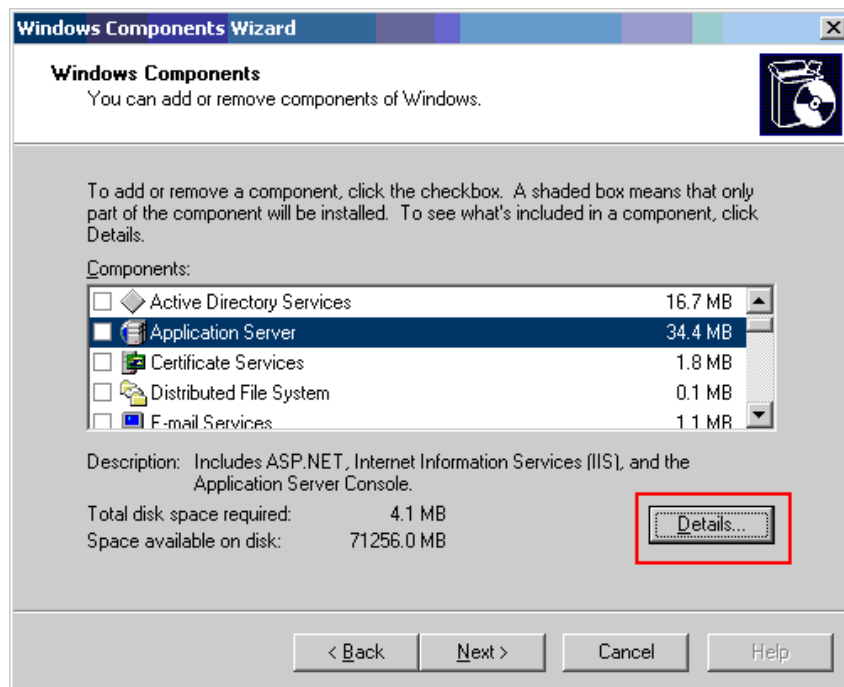 Windows Components Wizard
Windows Components
You can add or remove components of Windows.
To add or remove a component, click the checkbox. A shaded box means that only
part of the component will be installed. To see what's included in a component, click
Details.
Components:
Active Directory Services 16.7 MB
Application Server 34.4 MB
Certificate Services 1.8 MB
Distributed File System 0.1 MB
E-mail Services 1.1 MB
Description: Includes ASP.NET, Internet Information Services (IIS), and the
Application Server Console.
Total disk space required: 4.1 MB
Space available on disk: 71256.0 MB
Details...
< Back Next > Cancel Help